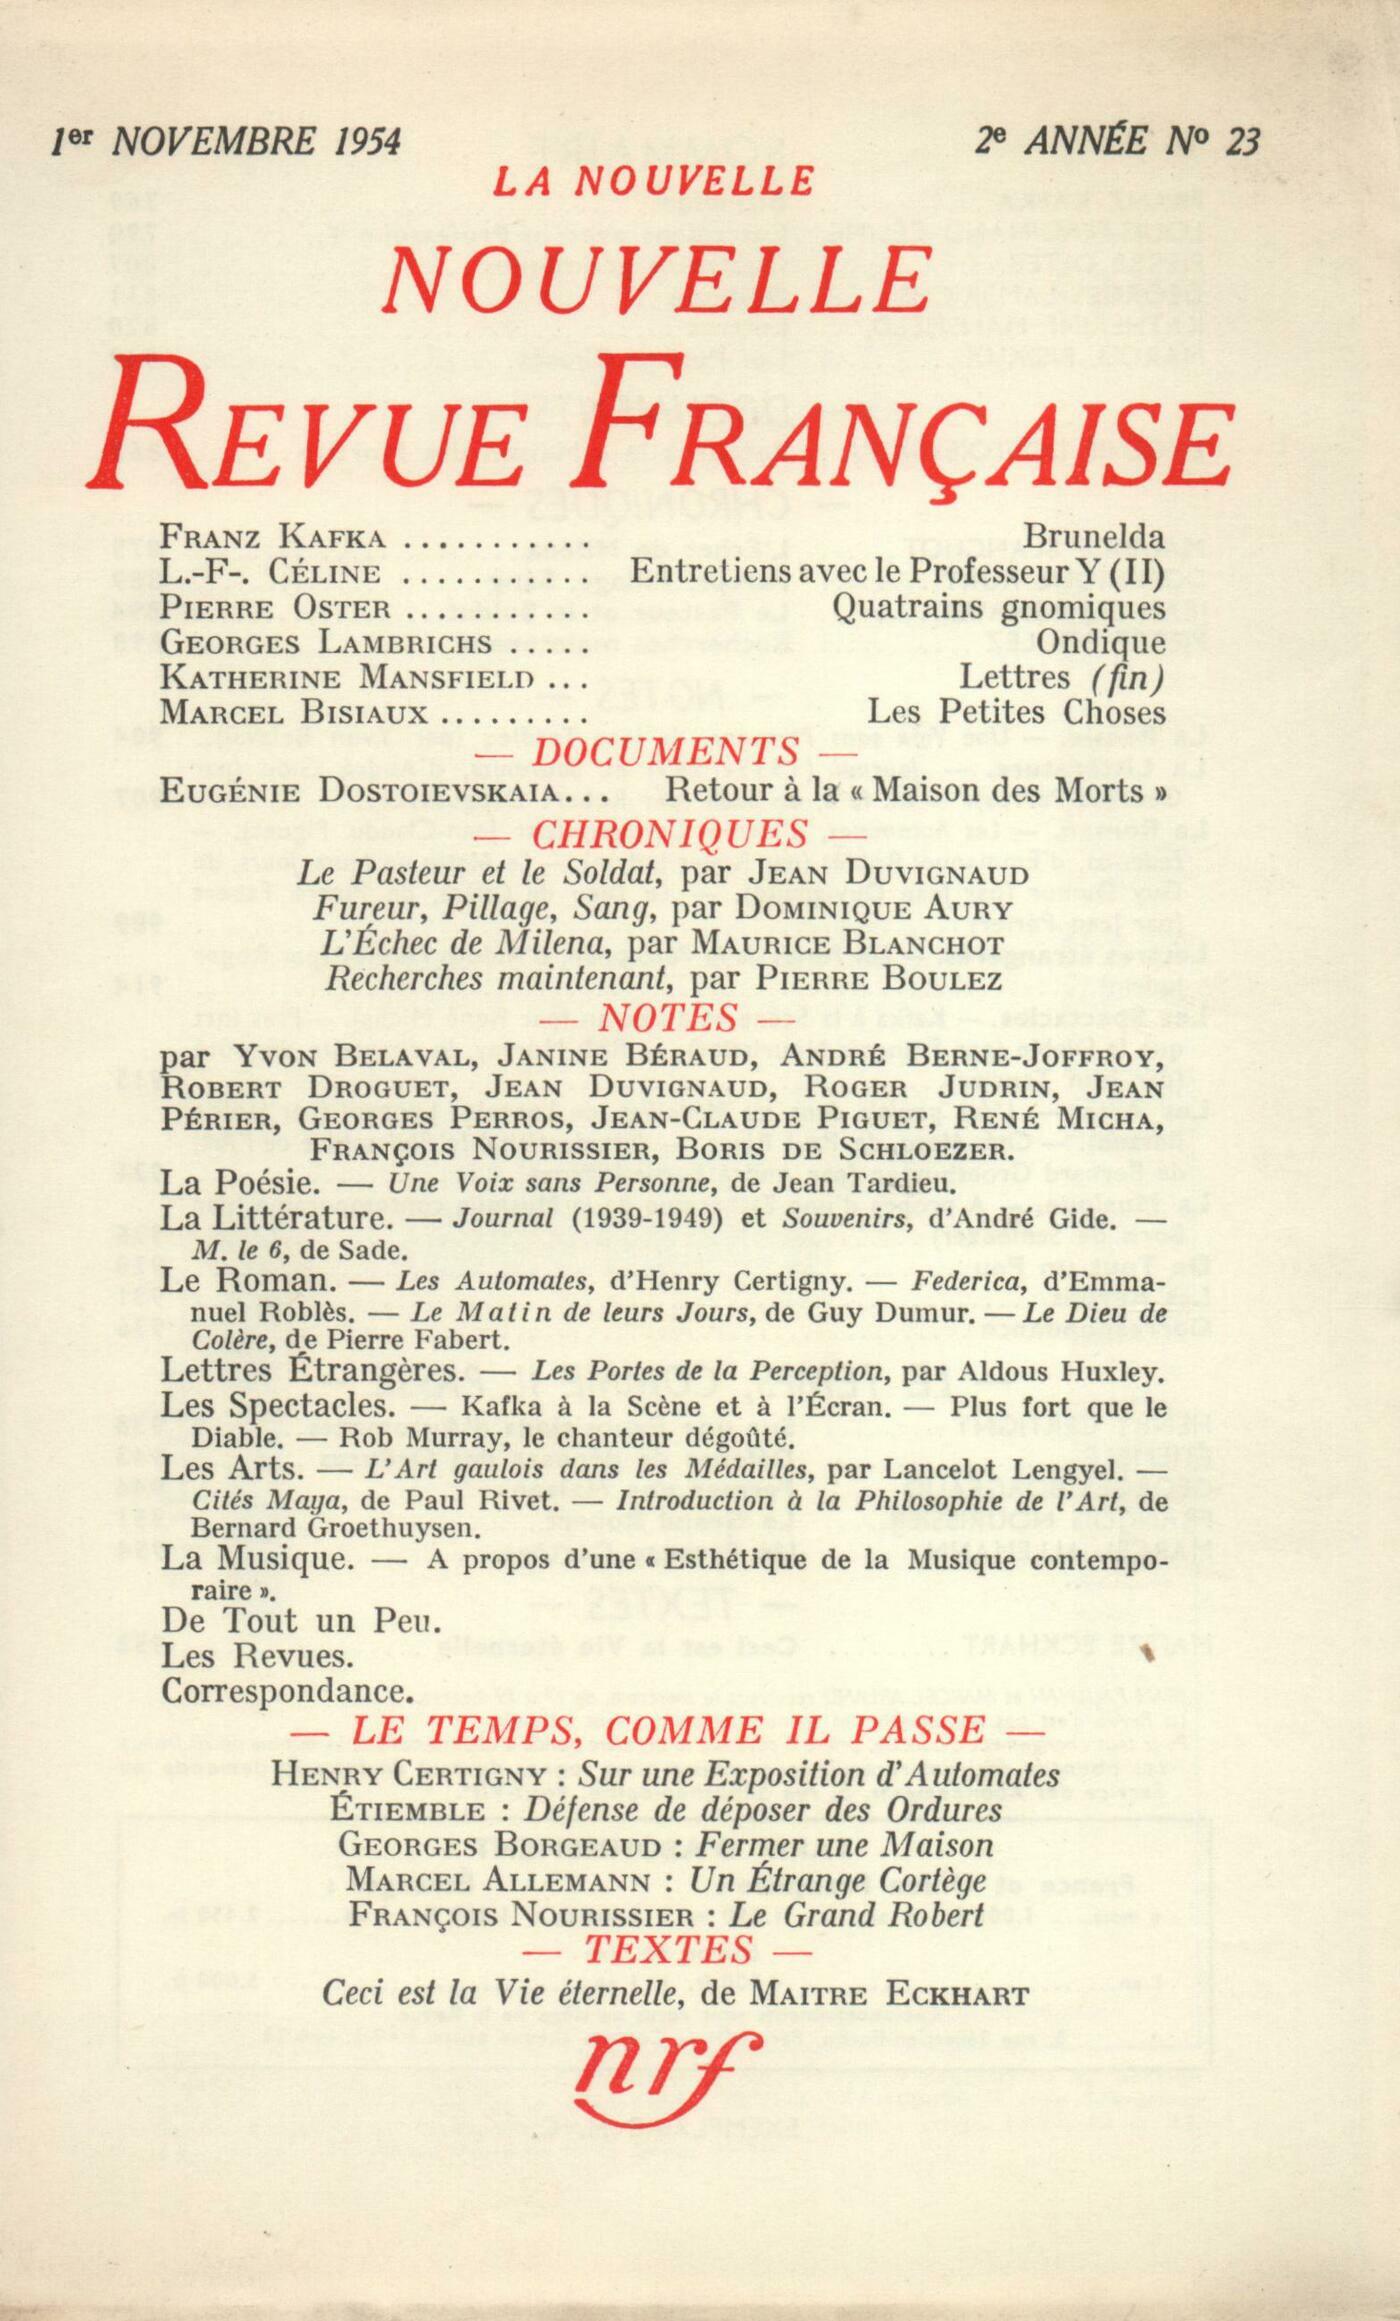 1er NOVEMBRE 1954 2e ANNÉE No 23
LA NOUVELLE
NOUVELLE
REVUE FRANÇAISE
FRANZ KAFKA ........... Brunelda
L.-F-. CÉLINE ........... Entretiens avec le Professeur Y (II)
PIERRE OSTER ........... Quatrains gnomiques
GEORGES LAMBRICHS ..... Ondique
KATHERINE MANSFIELD ... Lettres (fin)
MARCEL BISIAUX ......... Les Petites Choses
— DOCUMENTS —
EUGÉNIE DOSTOIEVSKAIA... Retour à la « Maison des Morts »
— CHRONIQUES —
Le Pasteur et le Soldat, par JEAN DUVIGNAUD
Fureur, Pillage, Sang, par DOMINIQUE AURY
L'Échec de Milena, par MAURICE BLANCHOT
Recherches maintenant, par PIERRE BOULEZ
— NOTES —
par YVON BELAVAL, JANINE BÉRAUD, ANDRÉ BERNE-JOFFROY,
ROBERT DROGUET, JEAN DUVIGNAUD, ROGER JUDRIN, JEAN
PÉRIER, GEORGES PERROS, JEAN-CLAUDE PIGUET, RENÉ MICHA,
FRANÇOIS NOURISSIER, BORIS DE SCHLOEZER.
La Poésie. — Une Voix sans Personne, de Jean Tardieu.
La Littérature. — Journal (1939-1949) et Souvenirs, d'André Gide. —
M. le 6, de Sade.
Le Roman. — Les Automates, d'Henry Certigny. — Federica, d'Emma-
nuel Roblès. — Le Matin de leurs Jours, de Guy Dumur. — Le Dieu de
Colère, de Pierre Fabert.
Lettres Étrangères. — Les Portes de la Perception, par Aldous Huxley.
Les Spectacles. — Kafka à la Scène et à l'Écran. — Plus fort que le
Diable. — Rob Murray, le chanteur dégoûté.
Les Arts. — L'Art gaulois dans les Médailles, par Lancelot Lengyel. —
Cités Maya, de Paul Rivet. — Introduction à la Philosophie de l'Art, de
Bernard Groethuysen.
La Musique. — A propos d'une « Esthétique de la Musique contempo-
raire ».
De Tout un Peu.
Les Revues.
Correspondance.
— LE TEMPS, COMME IL PASSE —
HENRY CERTIGNY : Sur une Exposition d'Automates
ÉTIEMBLE : Défense de déposer des Ordures
GEORGES BORGEAUD : Fermer une Maison
MARCEL ALLEMANN : Un Étrange Cortège
FRANÇOIS NOURISSIER : Le Grand Robert
— TEXTES —
Ceci est la Vie éternelle, de MAITRE ECKHART
nrf